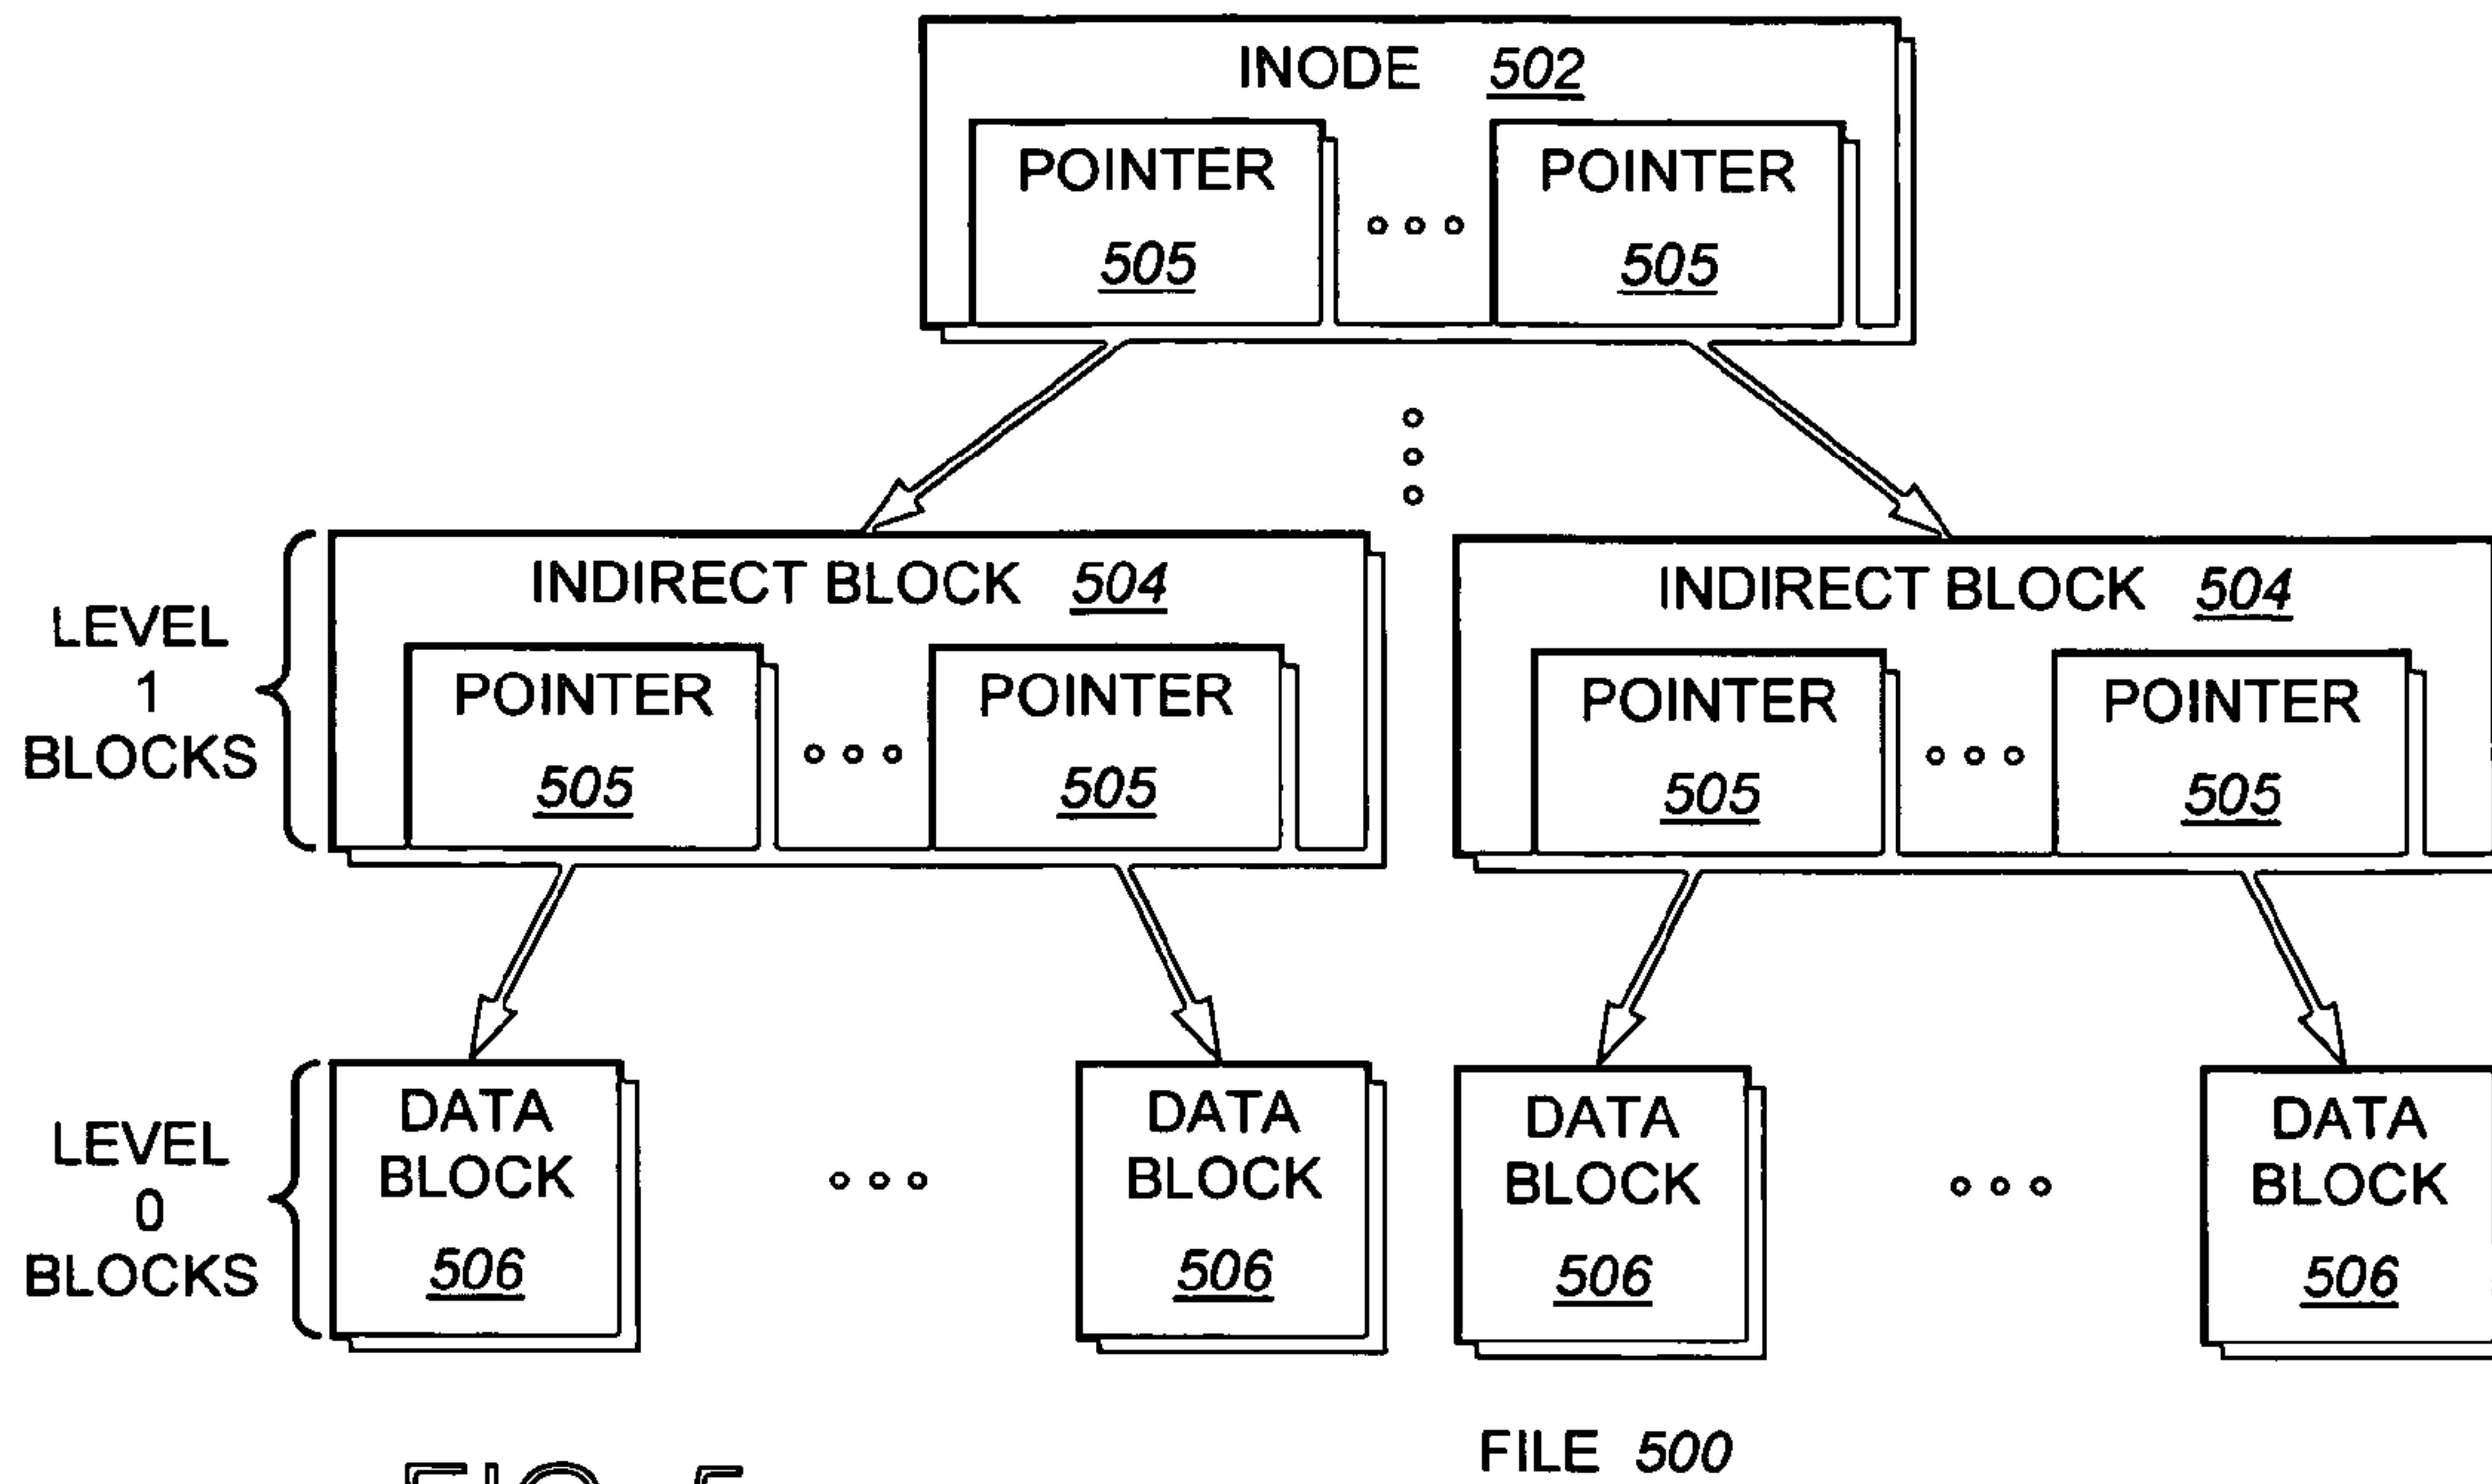 INODE 502
POINTER POINTER
505 505
INDIRECT BLOCK 504 INDIRECT BLOCK 504
LEVEL
1
BLOCKS
POINTER POINTER POINTER POINTER
505 505 505 505
LEVEL
0
BLOCKS
DATA DATA DATA DATA
BLOCK BLOCK BLOCK BLOCK
506 506 506 506
FILE 500